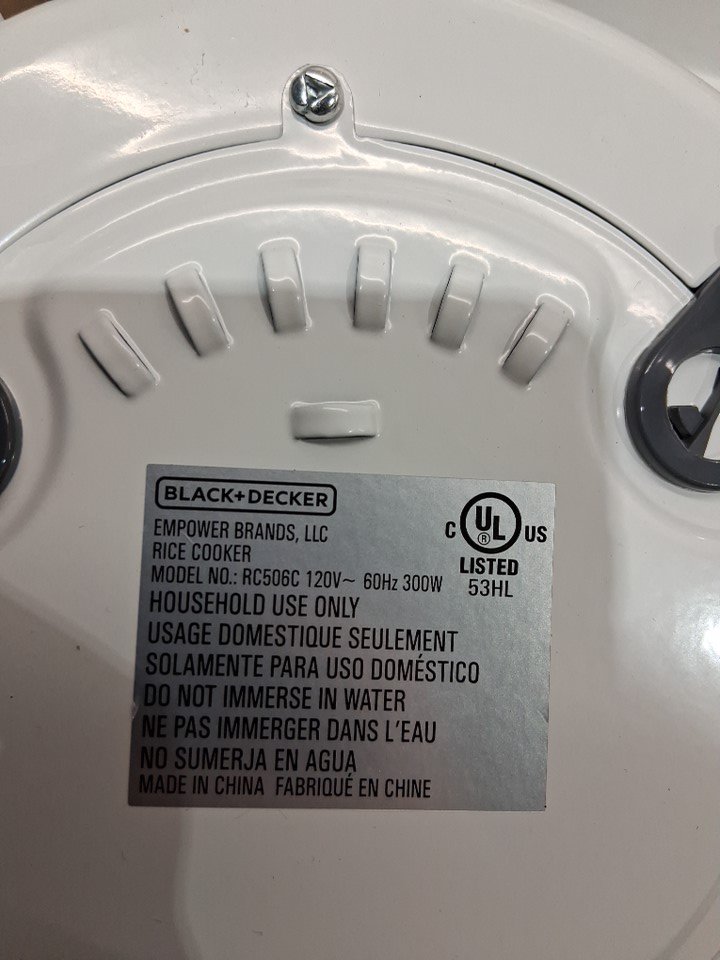 BLACK+DECKER
EMPOWER BRANDS, LLC
RICE COOKER
MODEL NO.: RC506C 120V~ 60Hz 300W
C UL ® US
LISTED
53HL
HOUSEHOLD USE ONLY
USAGE DOMESTIQUE SEULEMENT
SOLAMENTE PARA USO DOMÉSTICO
DO NOT IMMERSE IN WATER
NE PAS IMMERGER DANS L'EAU
NO SUMERJA EN AGUA
MADE IN CHINA FABRIQUÉ EN CHINE